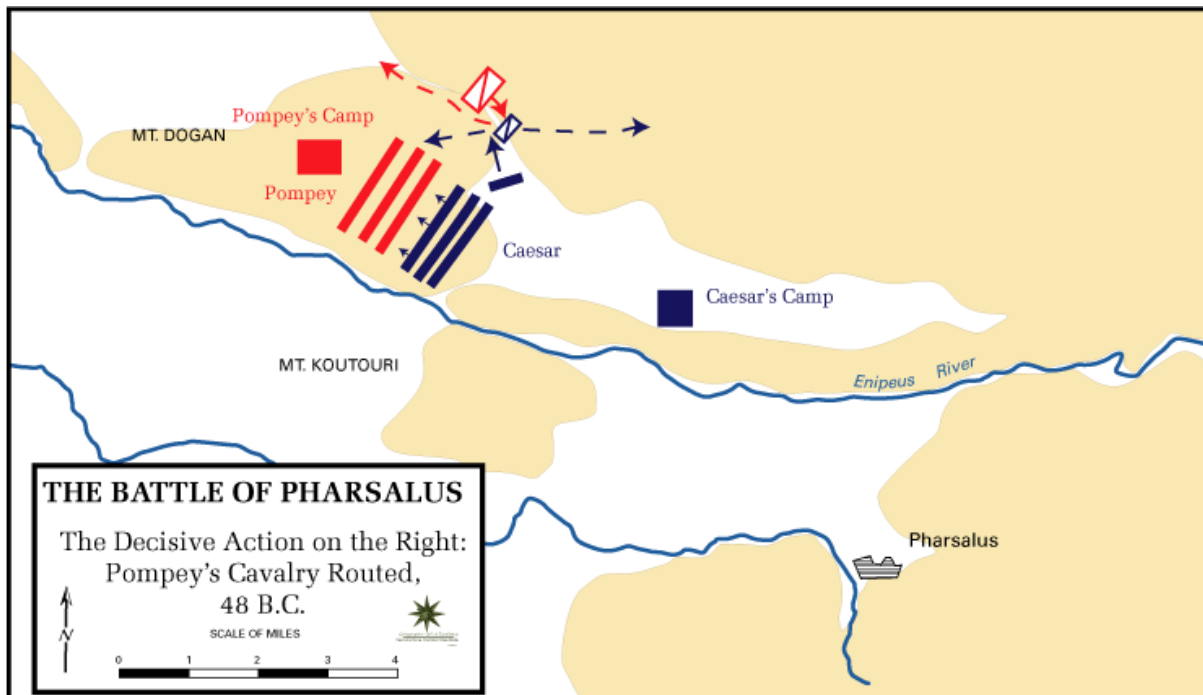 Pompey's Camp
MT. DOGAN
Pompey
Caesar
Caesar's Camp
MT. KOUTOURI
Enipeus River
Pharsalus
THE BATTLE OF PHARSALUS
The Decisive Action on the Right:
Pompey's Cavalry Routed,
48 B.C.
SCALE OF MILES
N
0 1 2 3 4